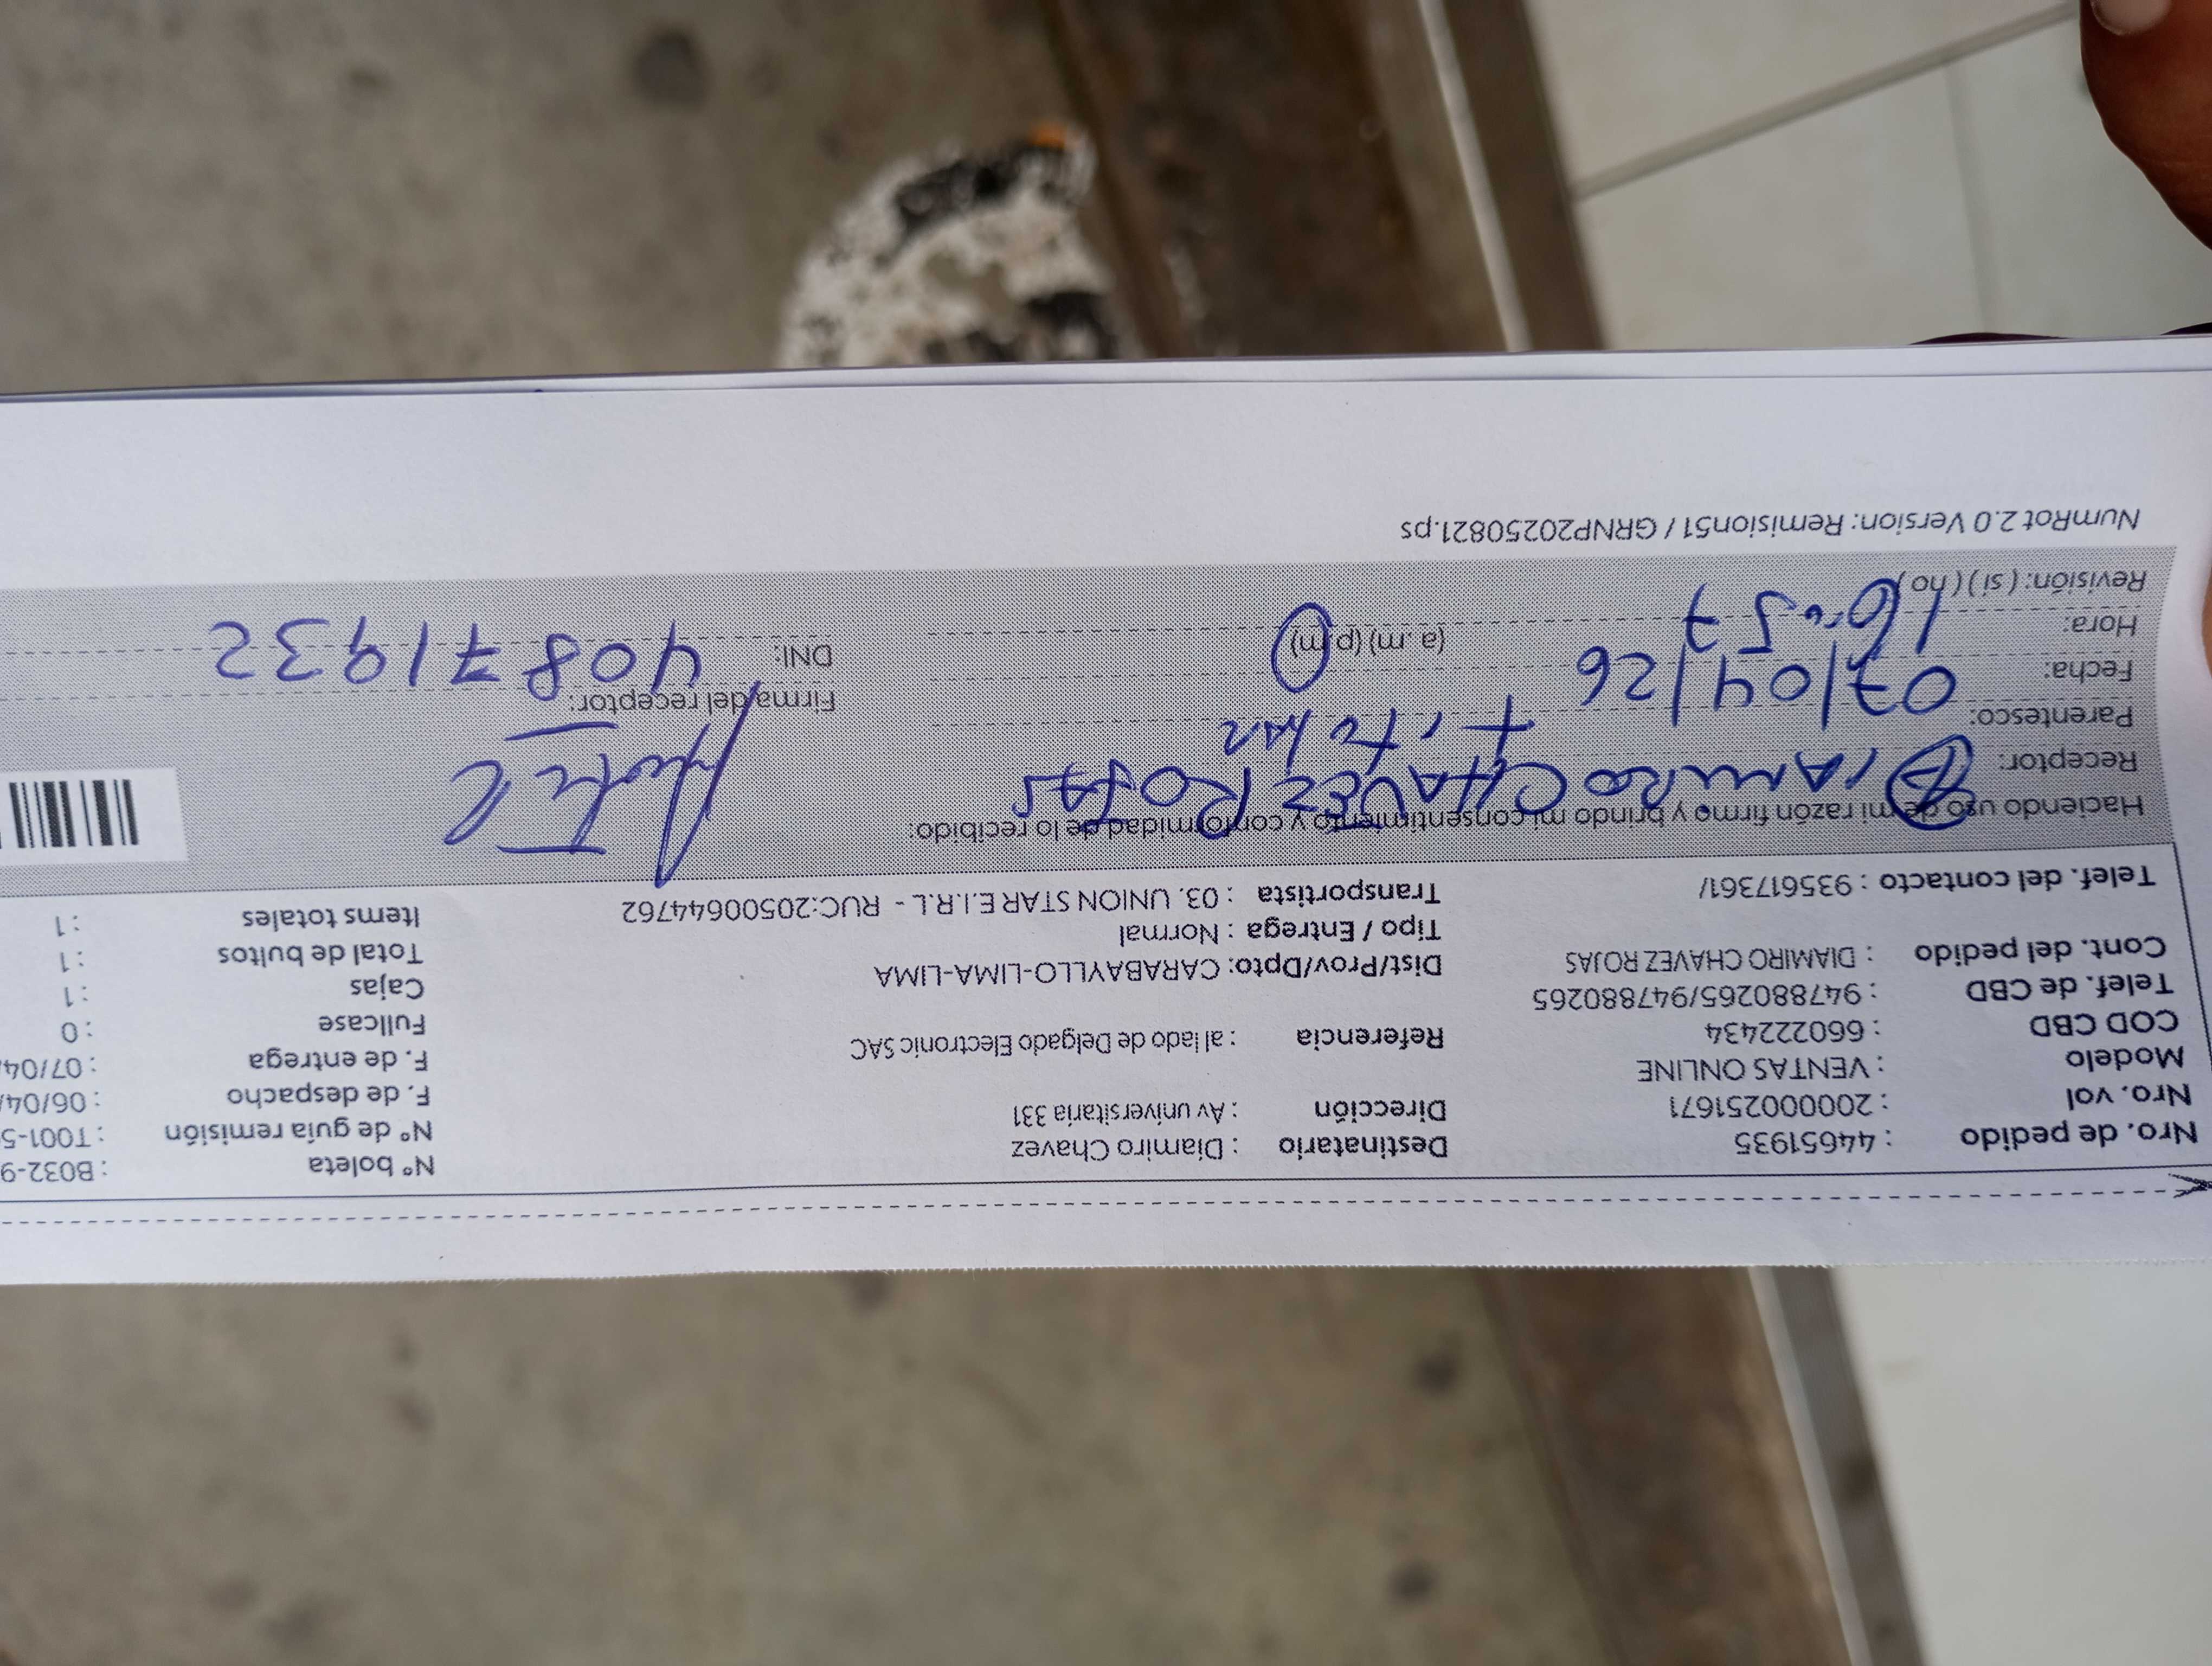 Nro. de pedido : 44651935 Destinatario : Diamiro Chavez N° boleta : B032-9
Nro. vol : 20000251671 Dirección : Av universitaria 331 N° de guía remisión : T001-5
Modelo : VENTAS ONLINE F. de despacho : 06/04/
COD CBD : 660222434 Referencia : al lado de Delgado Electronic SAC F. de entrega : 07/04
Telef. de CBD : 947880265/947880265 Fullcase : 0
Cont. del pedido : DIAMIRO CHAVEZ ROJAS Dist/Prov/Dpto: CARABAYLLO-LIMA-LIMA Cajas : 1
Tipo / Entrega : Normal Total de bultos : 1
Telef. del contacto : 935617361/ Transportista : 03. UNION STAR E.I.R.L - RUC:20500644762 Items totales : 1
Haciendo uso de mi razón firmo y brindo mi consentimiento y conformidad de lo recibido:
Receptor: DIAMIRO CHAVEZ ROJAS
Parentesco: titular Firma del receptor:
Fecha: 07/04/26
Hora: 16:57 (a. m) (p.m) DNI: 40871932
Revisión: ( si ) ( no )
NumRot 2.0 Version: Remision51 / GRNP20250821.ps